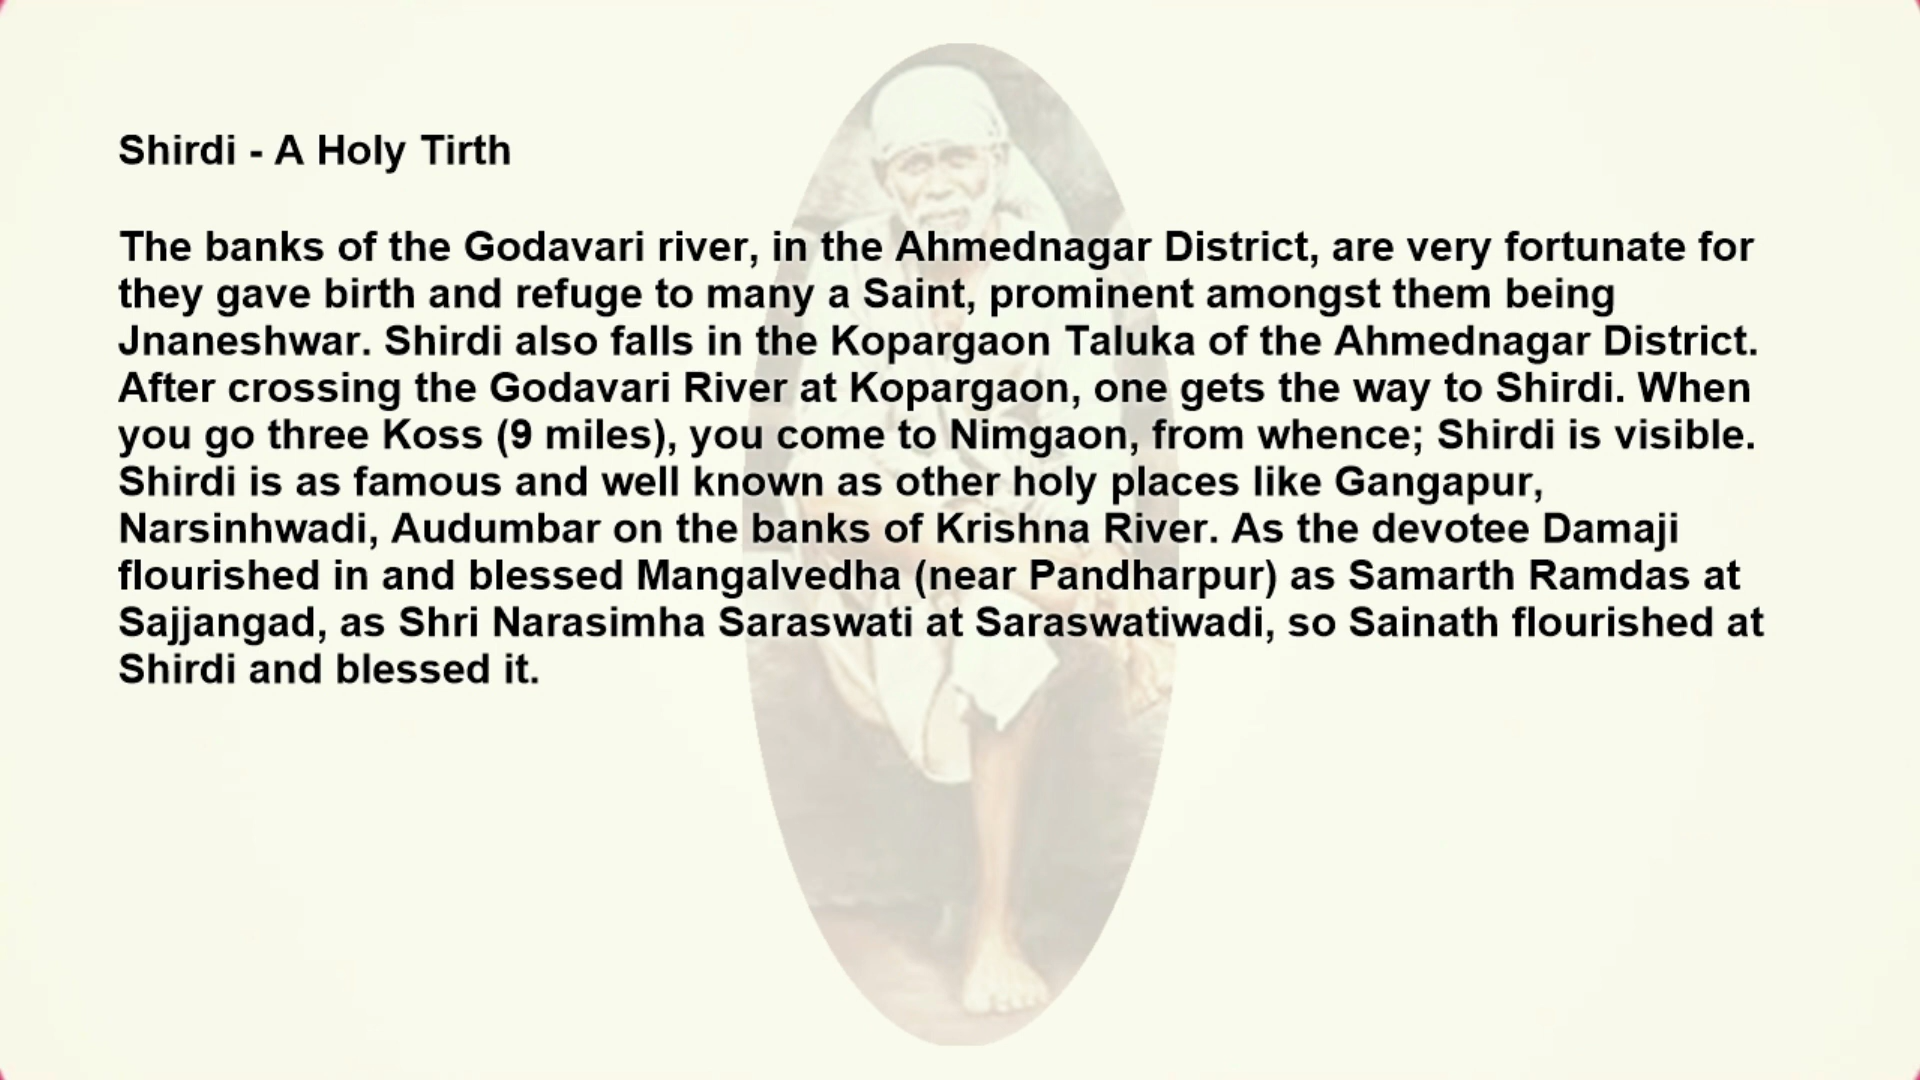 Shirdi - A Holy Tirth
The banks of the Godavari river, in the Ahmednagar District, are very fortunate for
they gave birth and refuge to many a Saint, prominent amongst them being
Jnaneshwar. Shirdi also falls in the Kopargaon Taluka of the Ahmednagar District.
After crossing the Godavari River at Kopargaon, one gets the way to Shirdi. When
you go three Koss (9 miles), you come to Nimgaon, from whence; Shirdi is visible.
Shirdi is as famous and well known as other holy places like Gangapur,
Narsinhwadi, Audumbar on the banks of Krishna River. As the devotee Damaji
flourished in and blessed Mangalvedha (near Pandharpur) as Samarth Ramdas at
Sajjangad, as Shri Narasimha Saraswati at Saraswatiwadi, so Sainath flourished at
Shirdi and blessed it.